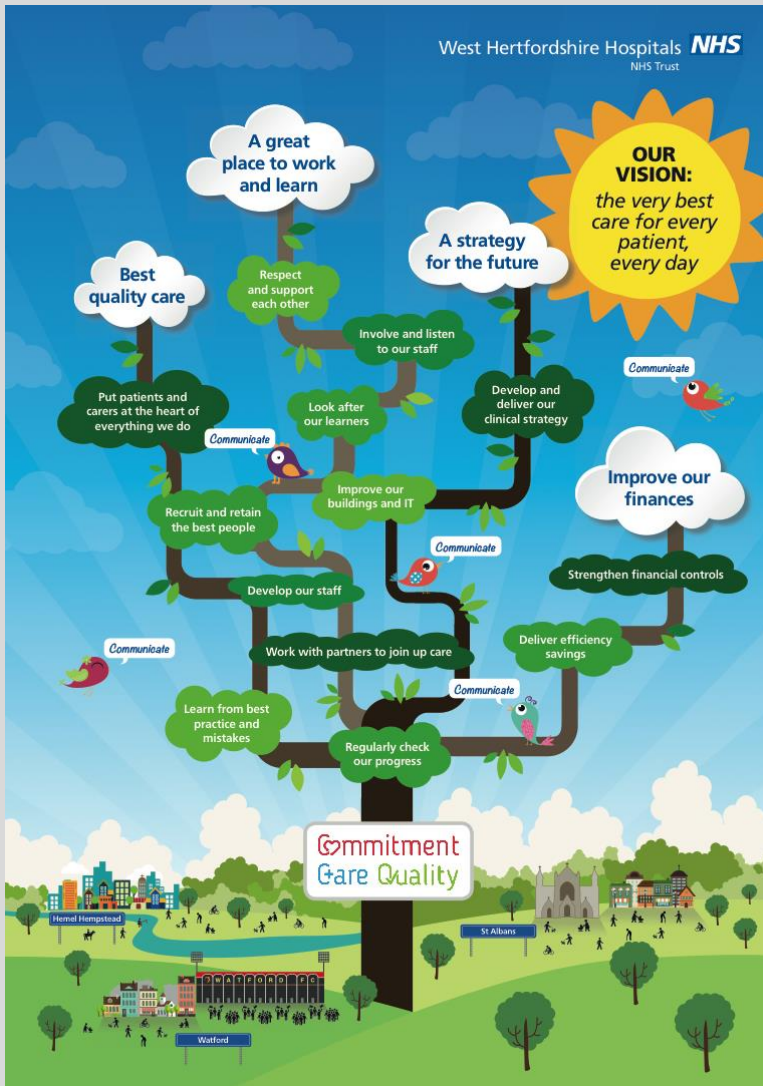 West Hertfordshire Hospitals NHS
NHS Trust
OUR
VISION:
the very best
care for every
patient,
every day
A great
place to work
and learn
A strategy
for the future
Best
quality care
Respect
and support
each other
Involve and listen
to our staff
Communicate
Put patients and
carers at the heart of
everything we do
Develop and
deliver our
clinical strategy
Look after
our learners
Communicate
Improve our
finances
Improve our
buildings and IT
Recruit and retain
the best people
Communicate
Strengthen financial controls
Develop our staff
Deliver efficiency
savings
Work with partners to join up care
Communicate
Communicate
Learn from best
practice and
mistakes
Regularly check
our progress
Commitment
Care Quality
Hemel Hempstead
St Albans
WATFORD FC
Watford